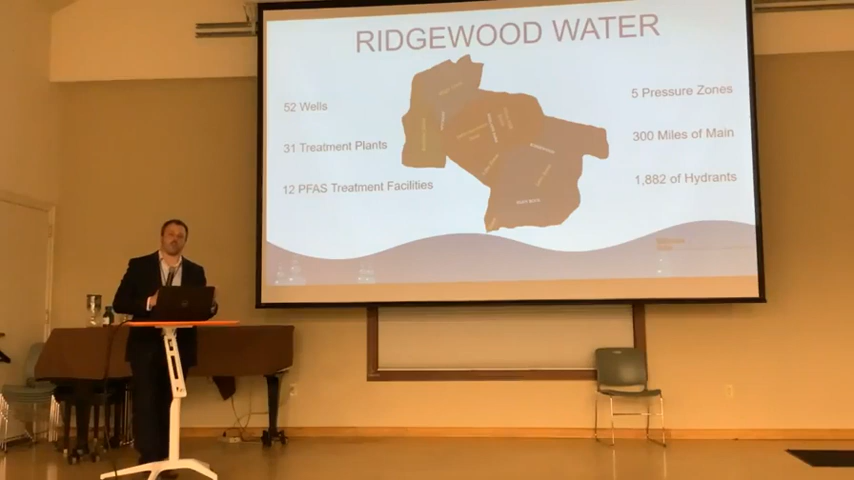 RIDGEWOOD WATER
52 Wells
31 Treatment Plants
12 PFAS Treatment Facilities
5 Pressure Zones
300 Miles of Main
1,882 of Hydrants